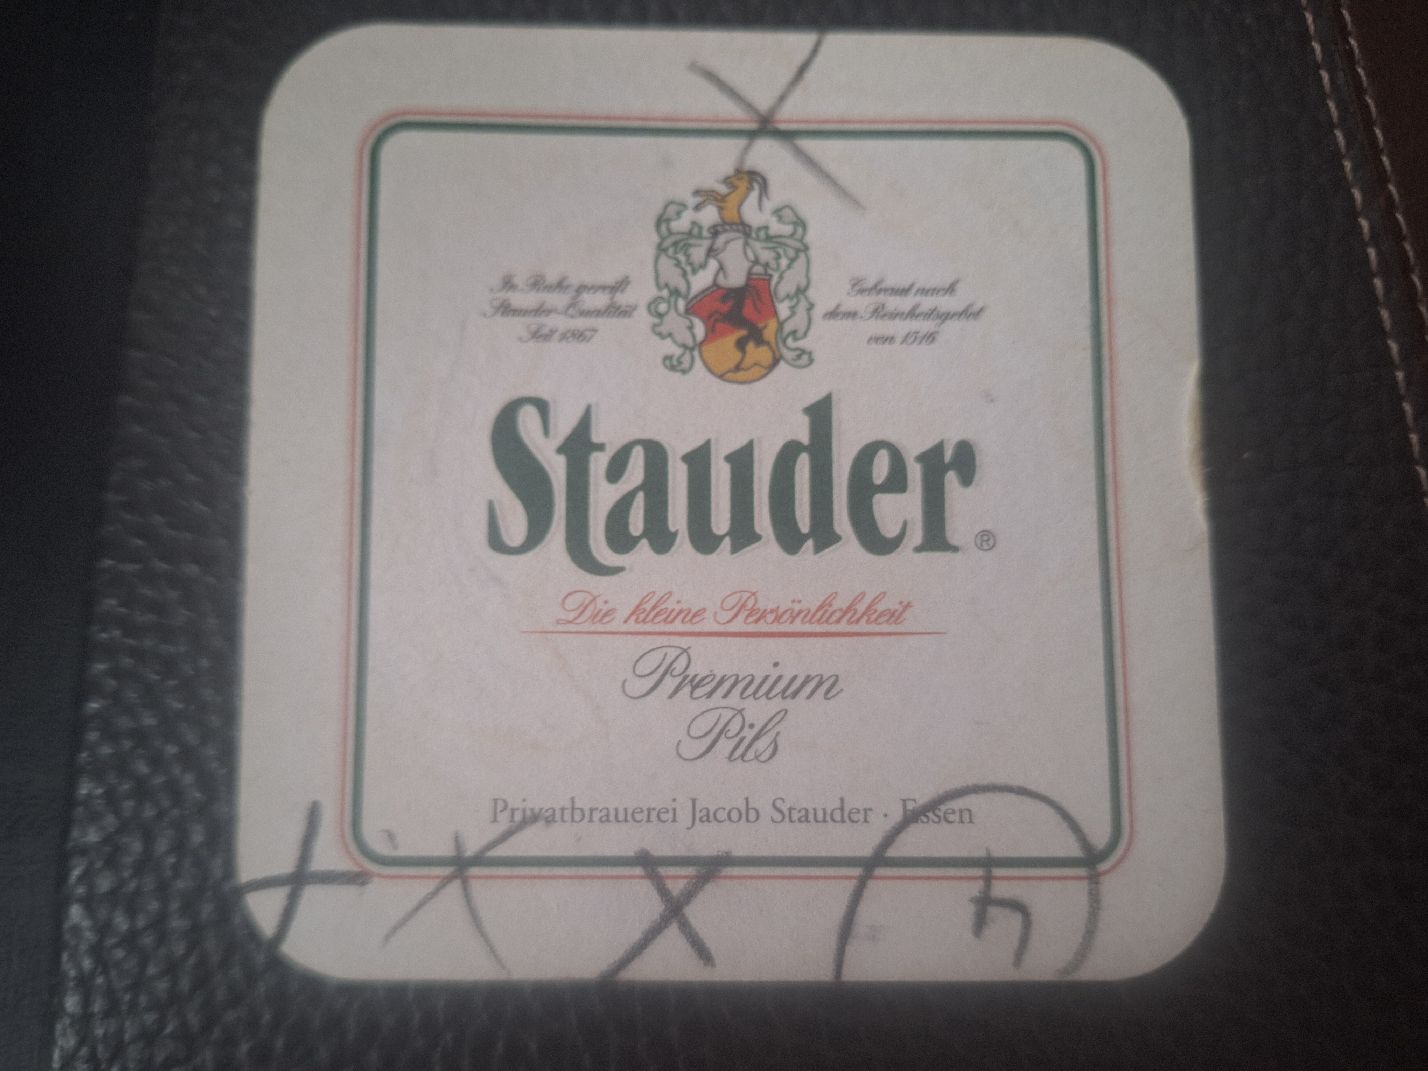 In Ruhe gereift
Stauder-Qualität
Seit 1867
Gebraut nach
dem Reinheitsgebot
von 1516
Stauder®
Die kleine Persönlichkeit
Premium
Pils
Privatbrauerei Jacob Stauder · Essen
X
X X X 4